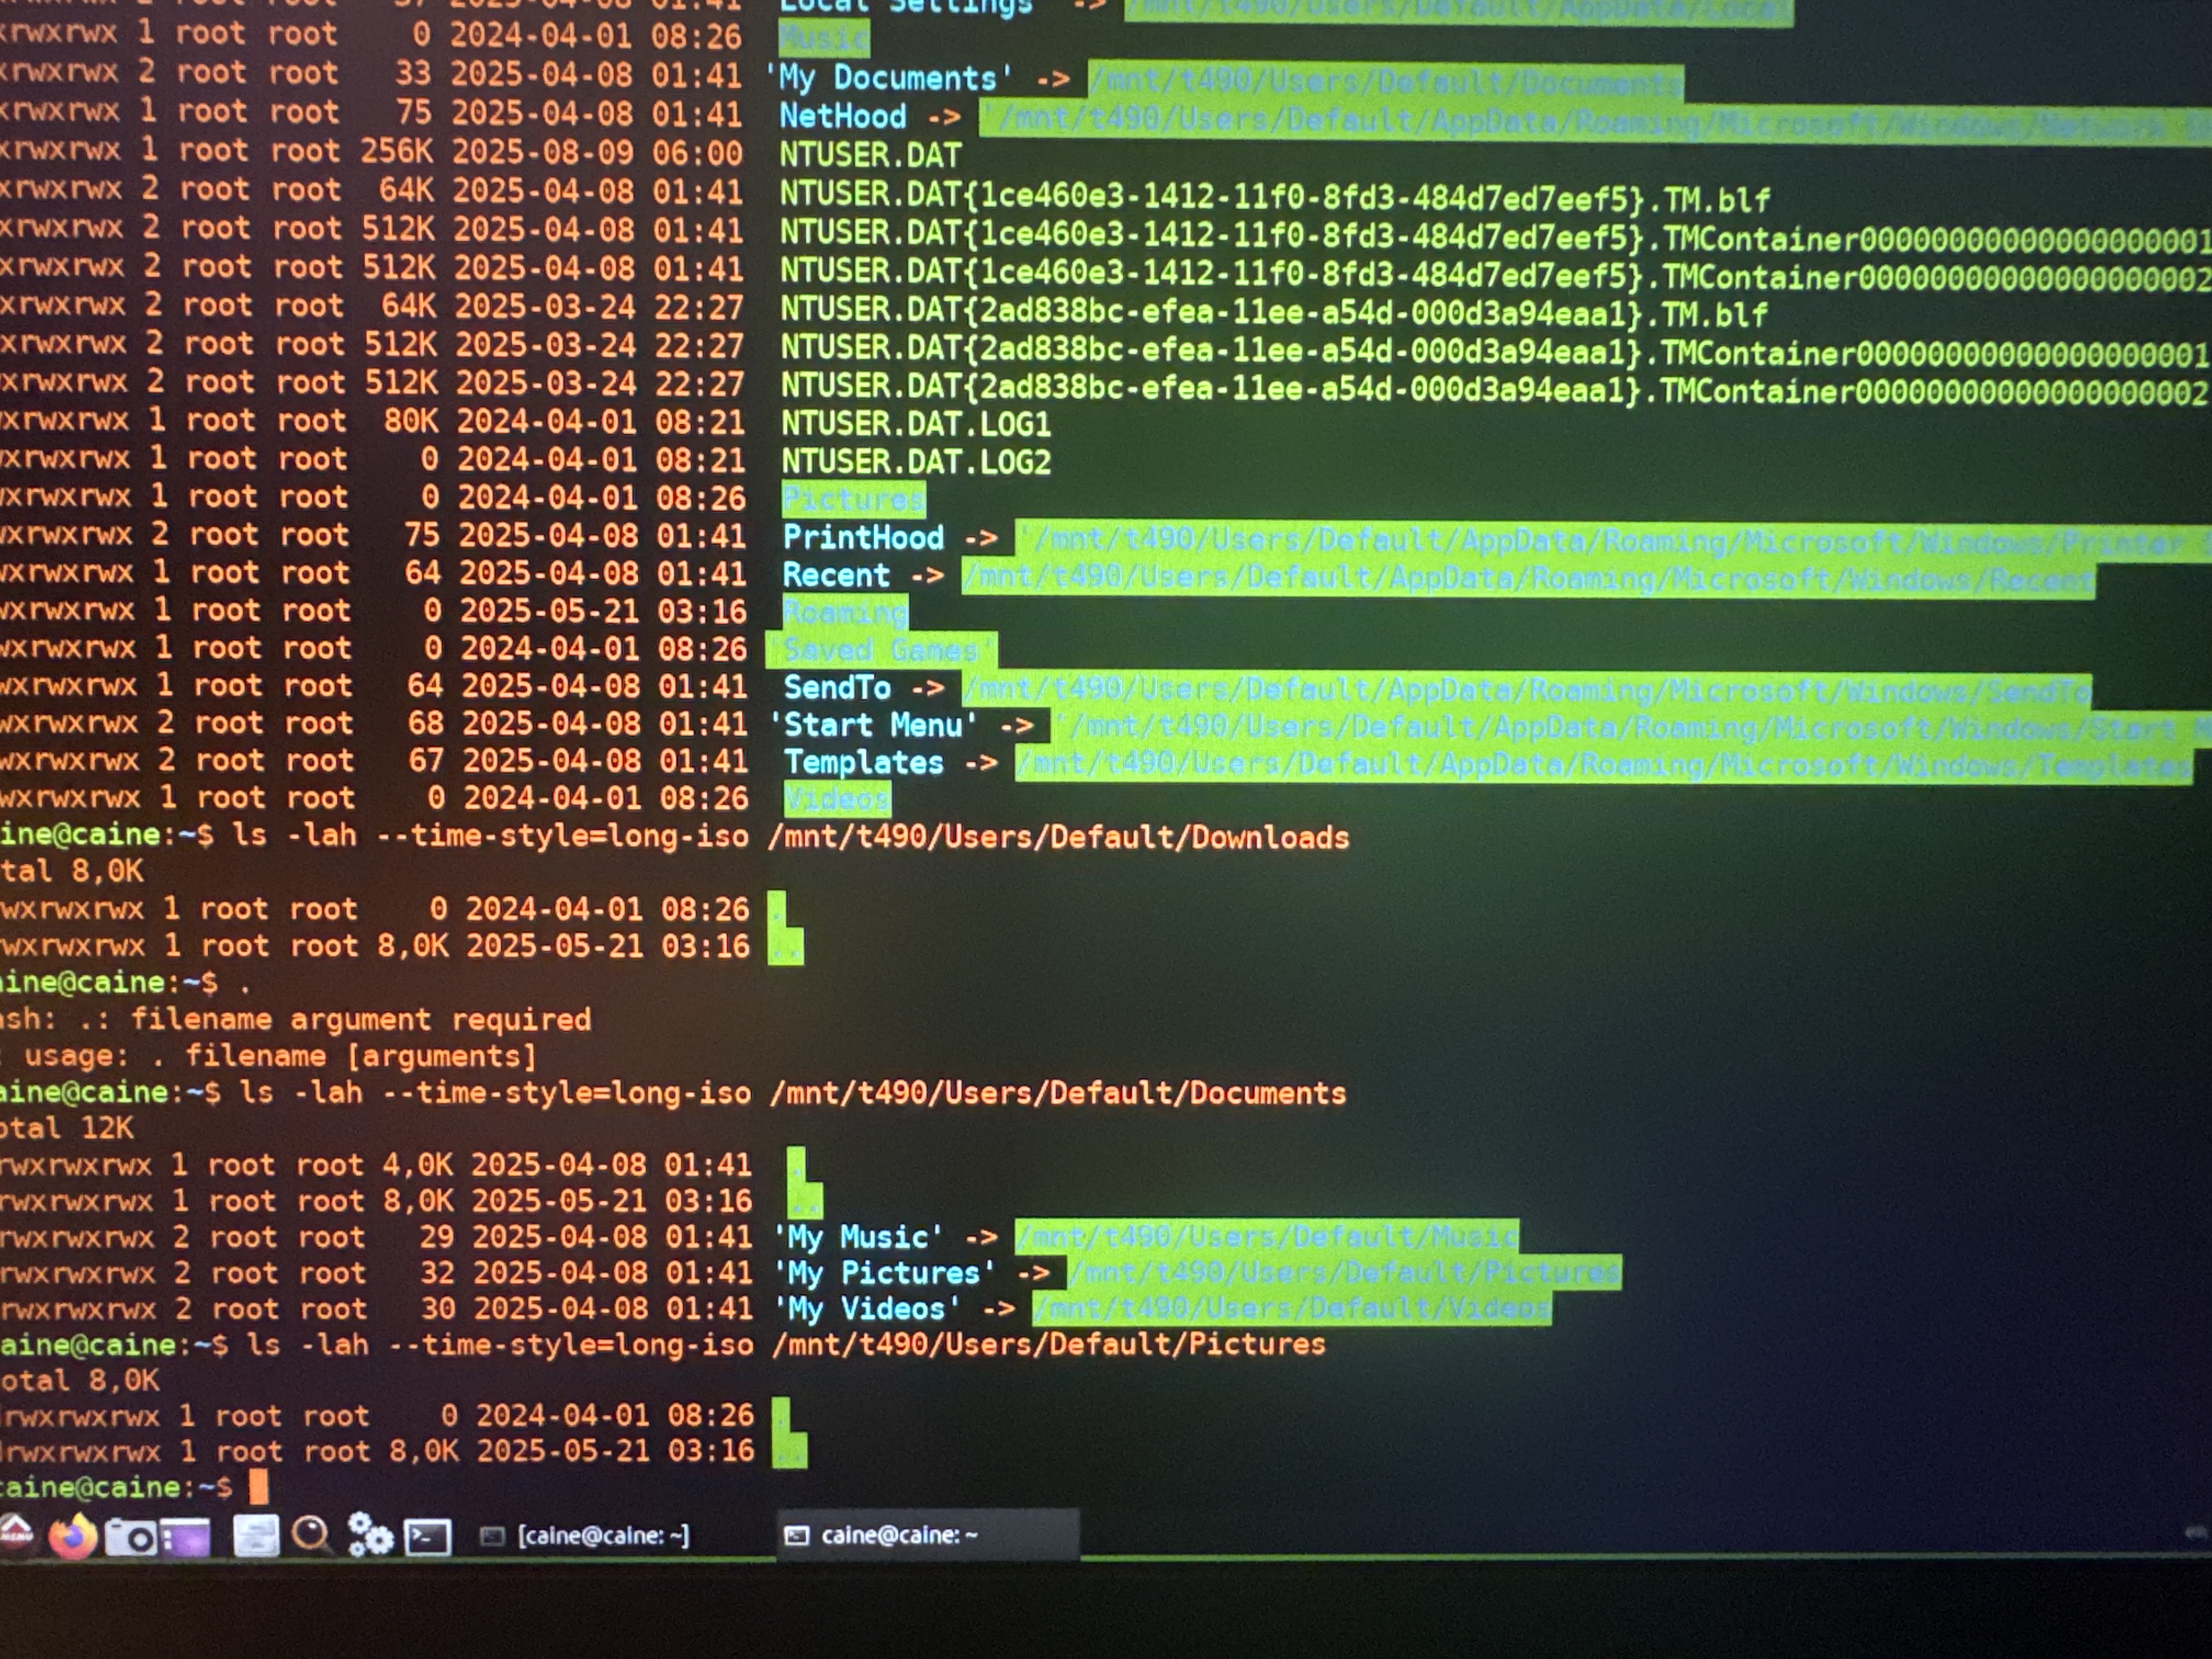 Local Settings' -> /mnt/t490/Users/Default/AppData/Local
xrwxrwx 1 root root 0 2024-04-01 08:26 Music
xrwxrwx 2 root root 33 2025-04-08 01:41 'My Documents' -> /mnt/t490/Users/Default/Documents
xrwxrwx 1 root root 75 2025-04-08 01:41 NetHood -> '/mnt/t490/Users/Default/AppData/Roaming/Microsoft/Windows/Network
xrwxrwx 1 root root 256K 2025-08-09 06:00 NTUSER.DAT
xrwxrwx 2 root root 64K 2025-04-08 01:41 NTUSER.DAT{1ce460e3-1412-11f0-8fd3-484d7ed7eef5}.TM.blf
xrwxrwx 2 root root 512K 2025-04-08 01:41 NTUSER.DAT{1ce460e3-1412-11f0-8fd3-484d7ed7eef5}.TMContainer00000000000000000001
xrwxrwx 2 root root 512K 2025-04-08 01:41 NTUSER.DAT{1ce460e3-1412-11f0-8fd3-484d7ed7eef5}.TMContainer00000000000000000002
xrwxrwx 2 root root 64K 2025-03-24 22:27 NTUSER.DAT{2ad838bc-efea-11ee-a54d-000d3a94eaa1}.TM.blf
xrwxrwx 2 root root 512K 2025-03-24 22:27 NTUSER.DAT{2ad838bc-efea-11ee-a54d-000d3a94eaa1}.TMContainer00000000000000000001
xrwxrwx 2 root root 512K 2025-03-24 22:27 NTUSER.DAT{2ad838bc-efea-11ee-a54d-000d3a94eaa1}.TMContainer00000000000000000002
wxrwxrwx 1 root root 80K 2024-04-01 08:21 NTUSER.DAT.LOG1
wxrwxrwx 1 root root 0 2024-04-01 08:21 NTUSER.DAT.LOG2
wxrwxrwx 1 root root 0 2024-04-01 08:26 Pictures
wxrwxrwx 2 root root 75 2025-04-08 01:41 PrintHood -> '/mnt/t490/Users/Default/AppData/Roaming/Microsoft/Windows/Printer
wxrwxrwx 1 root root 64 2025-04-08 01:41 Recent -> /mnt/t490/Users/Default/AppData/Roaming/Microsoft/Windows/Recent
wxrwxrwx 1 root root 0 2025-05-21 03:16 Roaming
wxrwxrwx 1 root root 0 2024-04-01 08:26 'Saved Games'
wxrwxrwx 1 root root 64 2025-04-08 01:41 SendTo -> /mnt/t490/Users/Default/AppData/Roaming/Microsoft/Windows/SendTo
wxrwxrwx 2 root root 68 2025-04-08 01:41 'Start Menu' -> '/mnt/t490/Users/Default/AppData/Roaming/Microsoft/Windows/Start M
wxrwxrwx 2 root root 67 2025-04-08 01:41 Templates -> /mnt/t490/Users/Default/AppData/Roaming/Microsoft/Windows/Templates
wxrwxrwx 1 root root 0 2024-04-01 08:26 Videos
ine@caine:~$ ls -lah --time-style=long-iso /mnt/t490/Users/Default/Downloads
tal 8,0K
wxrwxrwx 1 root root 0 2024-04-01 08:26 .
wxrwxrwx 1 root root 8,0K 2025-05-21 03:16 ..
aine@caine:~$ .
ash: .: filename argument required
: usage: . filename [arguments]
aine@caine:~$ ls -lah --time-style=long-iso /mnt/t490/Users/Default/Documents
otal 12K
rwxrwxrwx 1 root root 4,0K 2025-04-08 01:41 .
rwxrwxrwx 1 root root 8,0K 2025-05-21 03:16 ..
rwxrwxrwx 2 root root 29 2025-04-08 01:41 'My Music' -> /mnt/t490/Users/Default/Music
rwxrwxrwx 2 root root 32 2025-04-08 01:41 'My Pictures' -> /mnt/t490/Users/Default/Pictures
rwxrwxrwx 2 root root 30 2025-04-08 01:41 'My Videos' -> /mnt/t490/Users/Default/Videos
caine@caine:~$ ls -lah --time-style=long-iso /mnt/t490/Users/Default/Pictures
otal 8,0K
rwxrwxrwx 1 root root 0 2024-04-01 08:26 .
drwxrwxrwx 1 root root 8,0K 2025-05-21 03:16 ..
caine@caine:~$
MENU [caine@caine: ~] caine@caine: ~